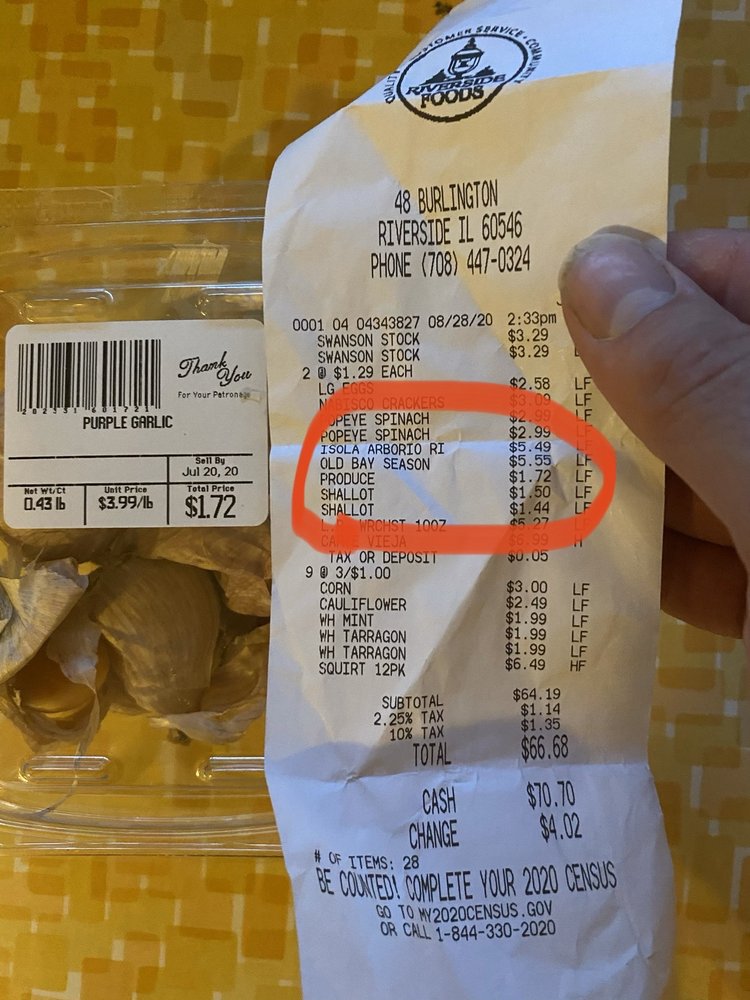 Thank
You
For Your Patronage
PURPLE GARLIC
Sell By
Jul 20, 20
Net Wt/Ct
0.43 lb
Unit Price
$3.99/lb
Total Price
$1.72
QUALITY · CUSTOMER SERVICE · COMMUNITY
RIVERSIDE
FOODS
48 BURLINGTON
RIVERSIDE IL 60546
PHONE (708) 447-0324
0001 04 04343827 08/28/20 2:33pm
SWANSON STOCK $3.29
SWANSON STOCK $3.29
2 @ $1.29 EACH
LG EGGS $2.58 LF
NABISCO CRACKERS $3.09 LF
POPEYE SPINACH $2.99 LF
POPEYE SPINACH $2.99 LF
ISOLA ARBORIO RI $5.49 LF
OLD BAY SEASON $5.55 LF
PRODUCE $1.72 LF
SHALLOT $1.50 LF
SHALLOT $1.44 LF
WRCHST 10OZ $5.27 LF
VIEJA $6.99 H
TAX OR DEPOSIT $0.05
9 @ 3/$1.00
CORN $3.00 LF
CAULIFLOWER $2.49 LF
WH MINT $1.99 LF
WH TARRAGON $1.99 LF
WH TARRAGON $1.99 LF
SQUIRT 12PK $6.49 HF
SUBTOTAL $64.19
2.25% TAX $1.14
10% TAX $1.35
TOTAL $66.68
CASH $70.70
CHANGE $4.02
# OF ITEMS: 28
BE COUNTED! COMPLETE YOUR 2020 CENSUS
GO TO MY2020CENSUS.GOV
OR CALL 1-844-330-2020